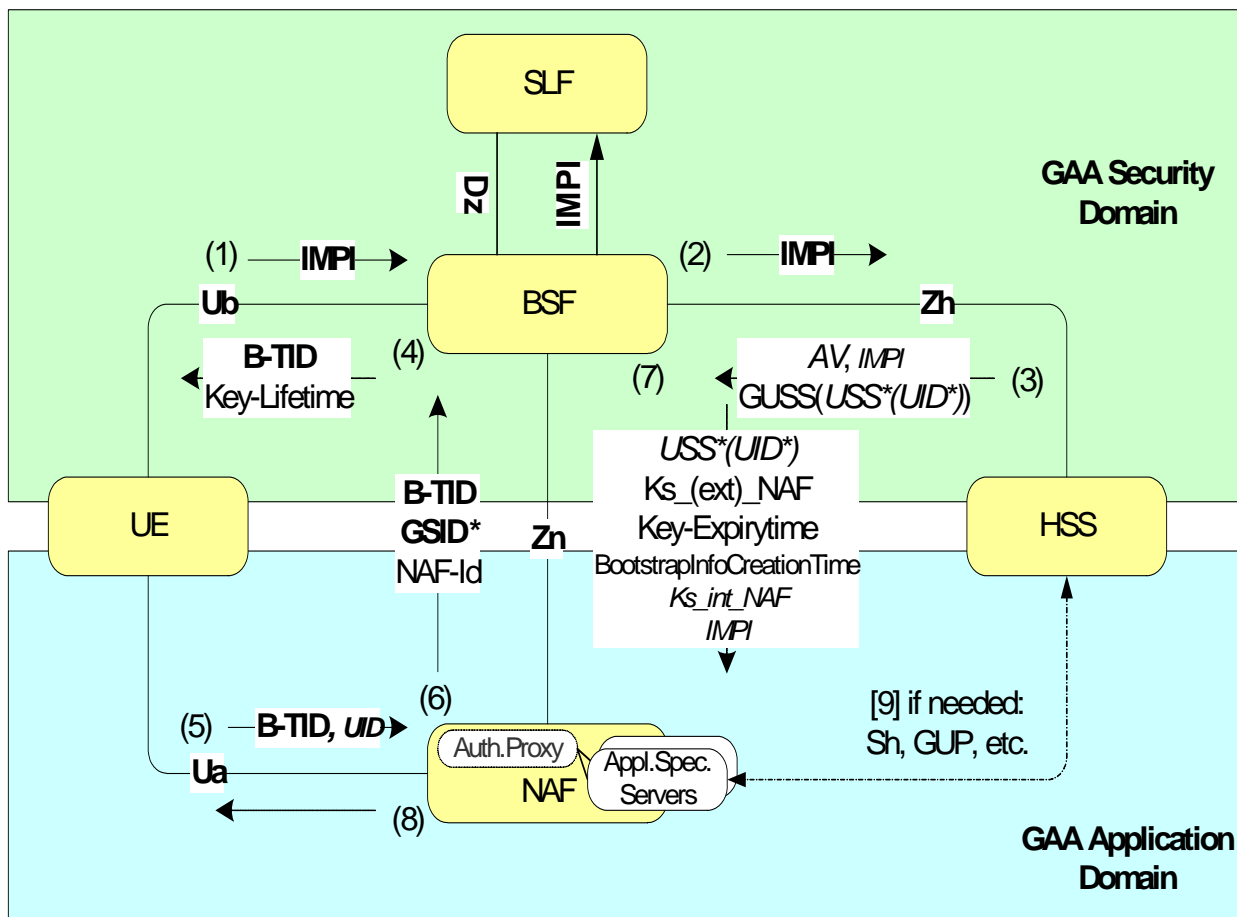 SLF
Dz
IMPI
GAA Security
Domain
(1)
IMPI
(2)
IMPI
Ub
BSF
Zh
B-TID
Key-Lifetime
(4)
(7)
AV, IMPI
GUSS(USS*(UID*))
(3)
USS*(UID*)
Ks_(ext)_NAF
Key-Expirytime
BootstrapInfoCreationTime
Ks_int_NAF
IMPI
UE
B-TID
GSID*
NAF-Id
Zn
HSS
(6)
(5)
B-TID, UID
Ua
(8)
Auth.Proxy
NAF
Appl.Spec.
Servers
[9] if needed:
Sh, GUP, etc.
GAA Application
Domain